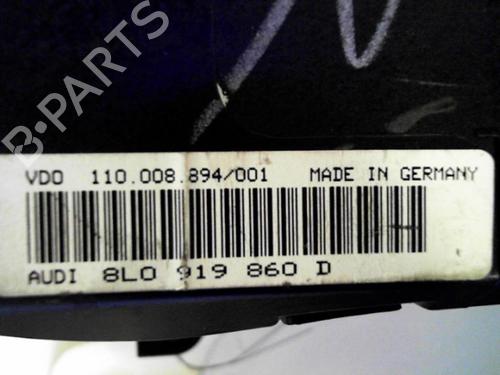 B-PARTS
VDO 110.008.894/001 MADE IN GERMANY
AUDI 8L0 919 860 D